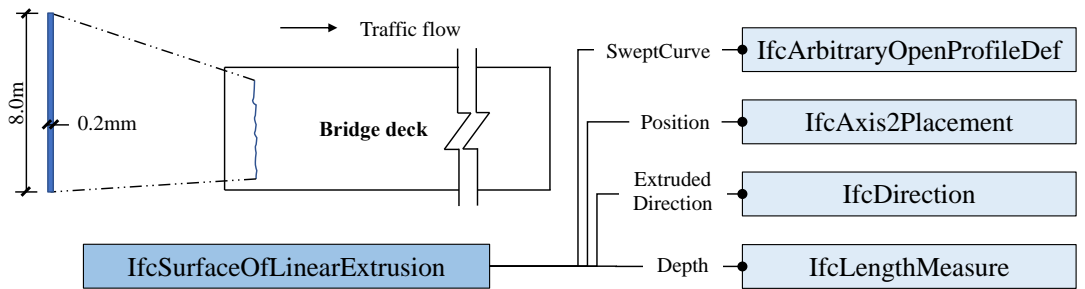 Traffic flow
8.0m
0.2mm
Bridge deck
IfcSurfaceOfLinearExtrusion
SweptCurve
IfcArbitraryOpenProfileDef
Position
IfcAxis2Placement
Extruded
Direction
IfcDirection
Depth
IfcLengthMeasure